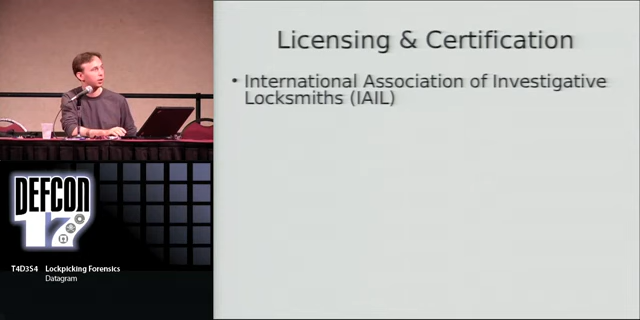 Licensing & Certification
• International Association of Investigative
Locksmiths (IAIL)
DEFCON
17
T4D3S4 Lockpicking Forensics
Datagram